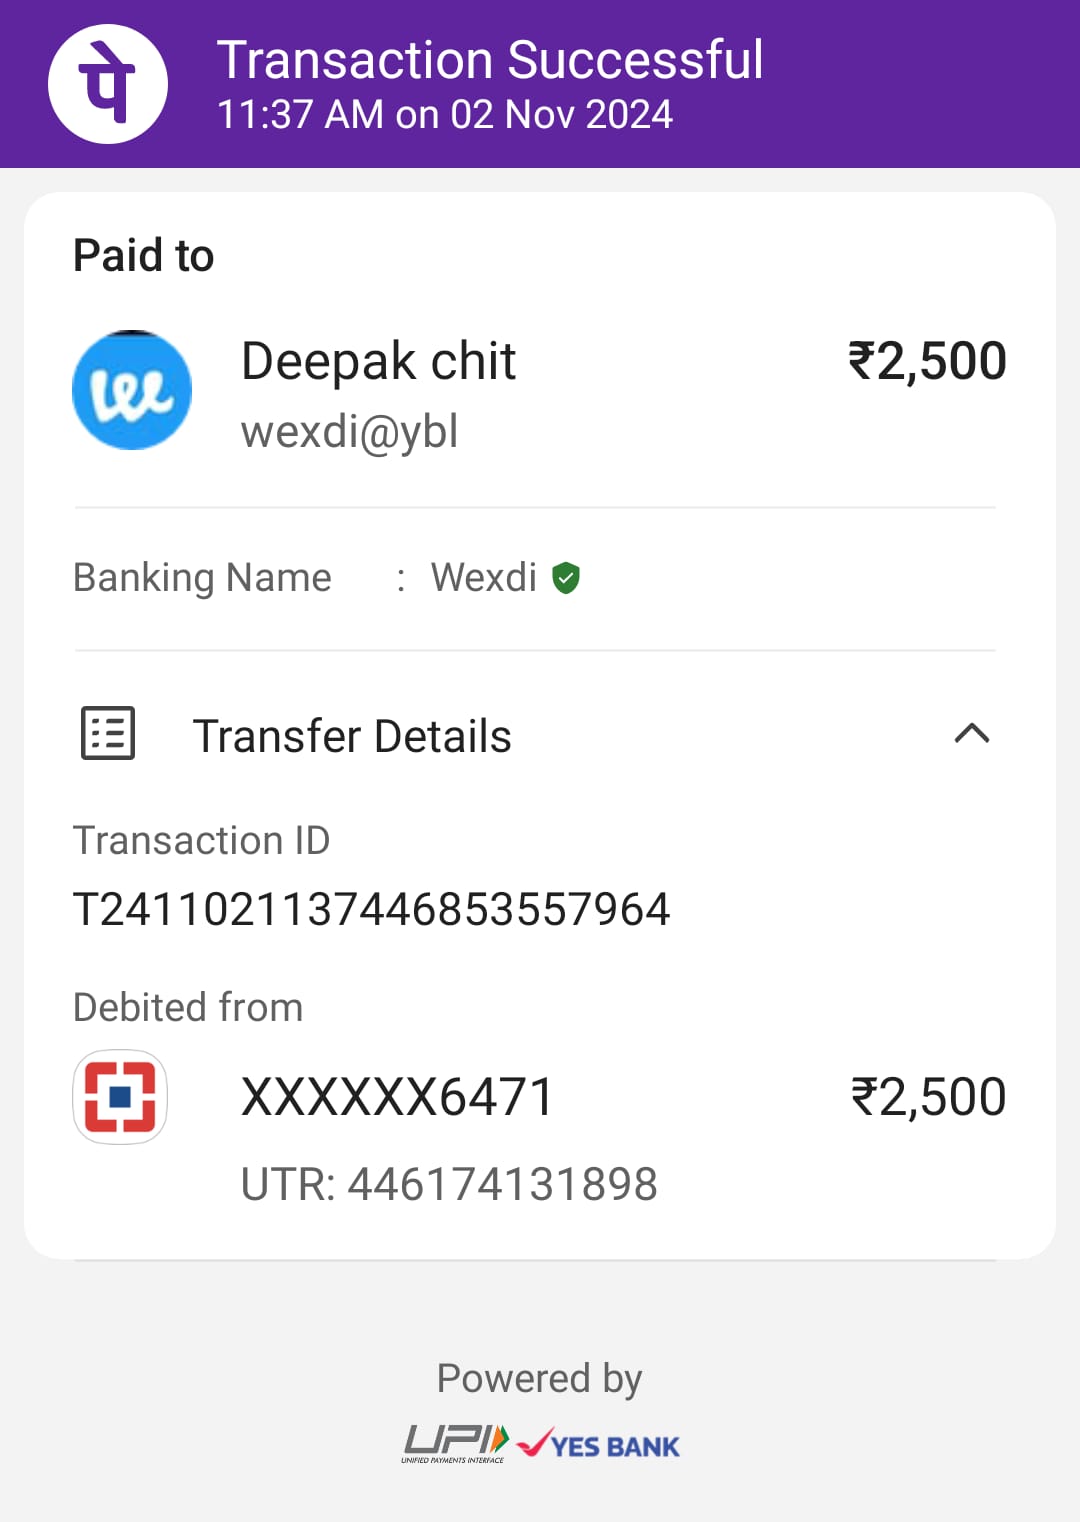 पे
Transaction Successful
11:37 AM on 02 Nov 2024
Paid to
Deepak chit
₹2,500
wexdi@ybl
Banking Name : Wexdi
Transfer Details
Transaction ID
T2411021137446853557964
Debited from
XXXXXX6471
₹2,500
UTR: 446174131898
Powered by
UPI
UNIFIED PAYMENTS INTERFACE
YES BANK